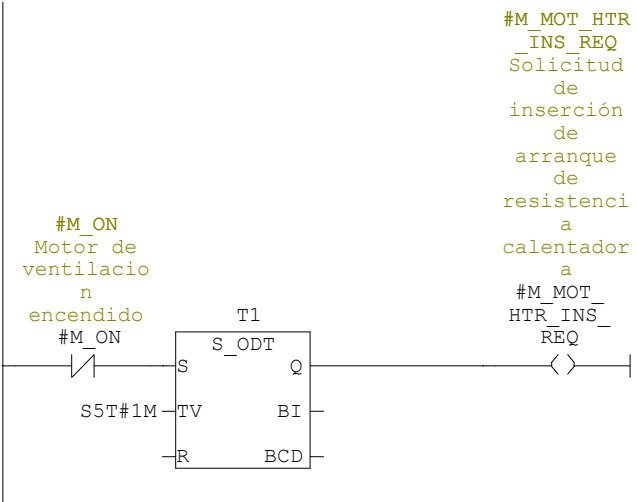 #M_MOT_HTR
_INS_REQ
Solicitud
de
inserción
de
arranque
de
resistenci
a
calentador
a
#M_ON
Motor de
ventilacio
n
encendido
#M_ON
T1
#M_MOT_
HTR_INS_
REQ
S_ODT
S
Q
S5T#1M
TV
BI
R
BCD